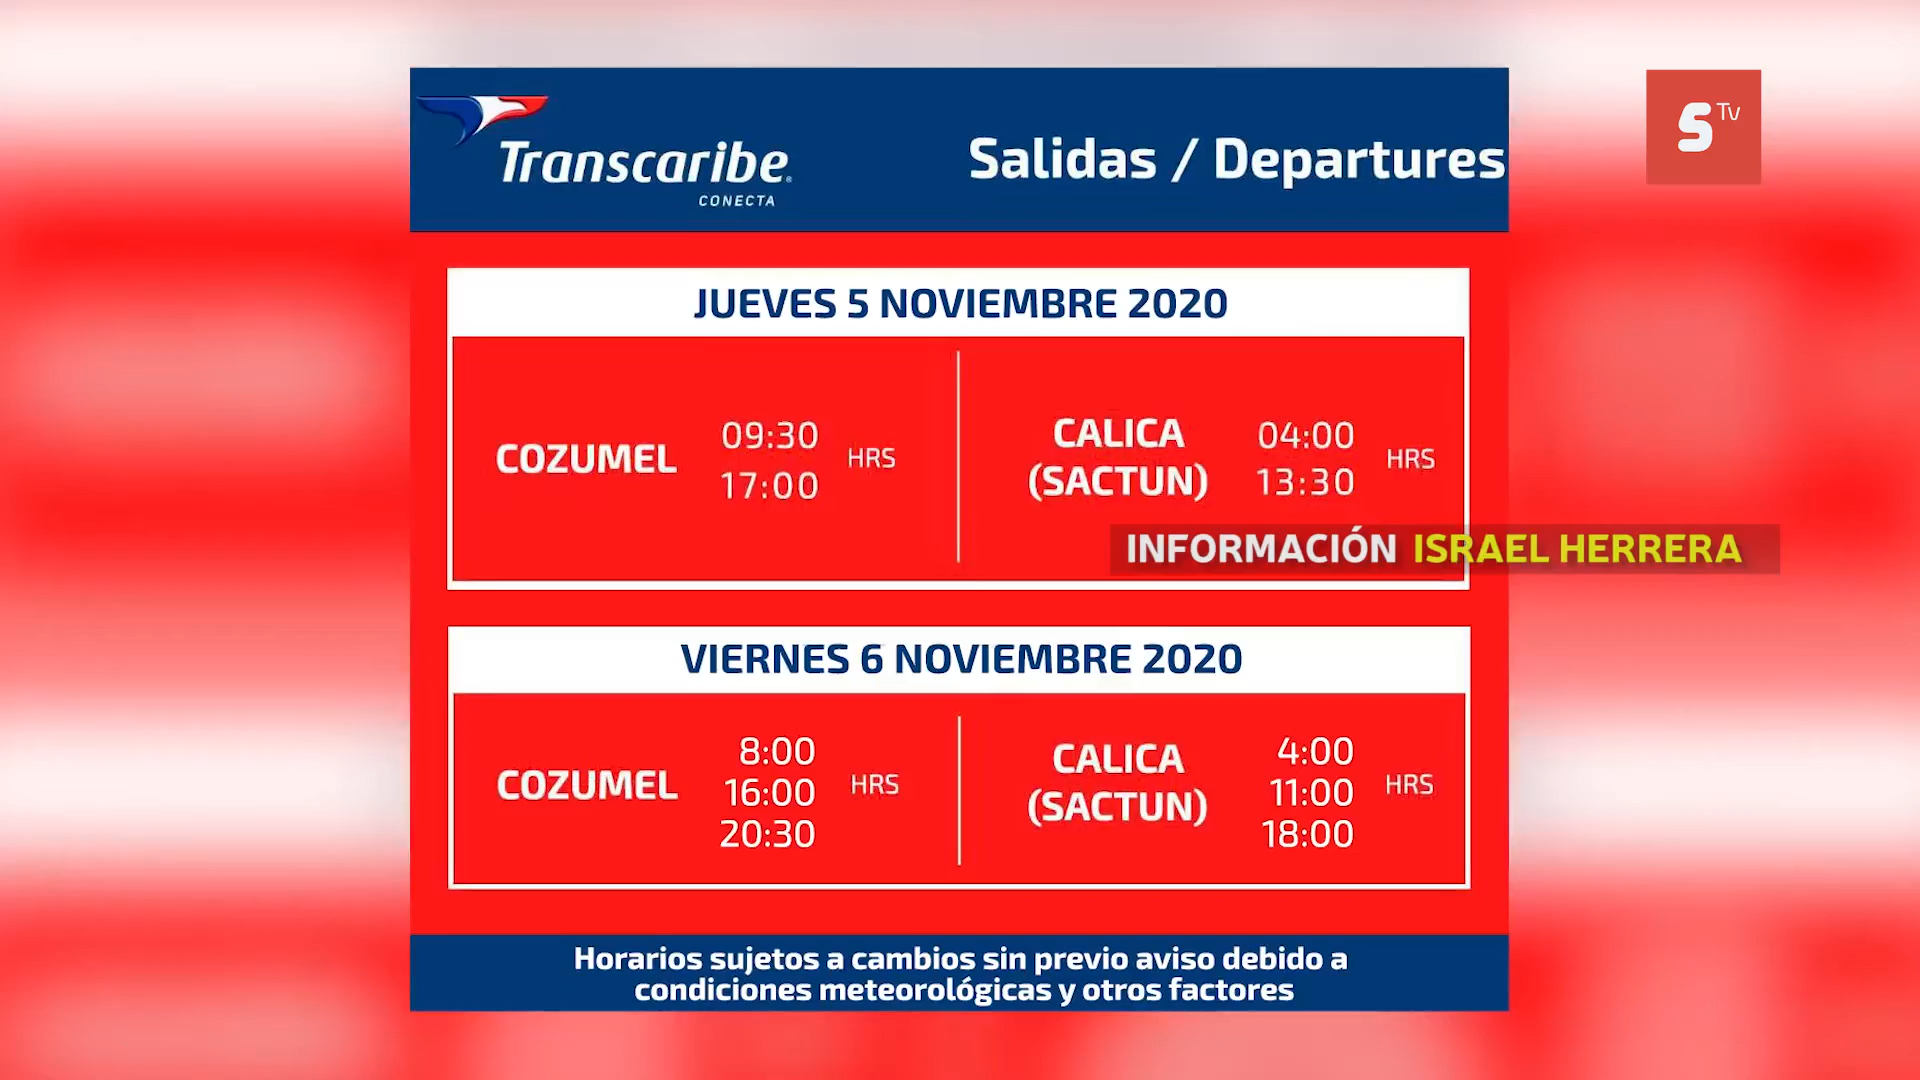 Transcaribe
CONECTA
Salidas / Departures
S Tv
JUEVES 5 NOVIEMBRE 2020
COZUMEL
09:30
17:00
HRS
CALICA
(SACTUN)
04:00
13:30
HRS
INFORMACIÓN ISRAEL HERRERA
VIERNES 6 NOVIEMBRE 2020
COZUMEL
8:00
16:00
20:30
HRS
CALICA
(SACTUN)
4:00
11:00
18:00
HRS
Horarios sujetos a cambios sin previo aviso debido a
condiciones meteorológicas y otros factores